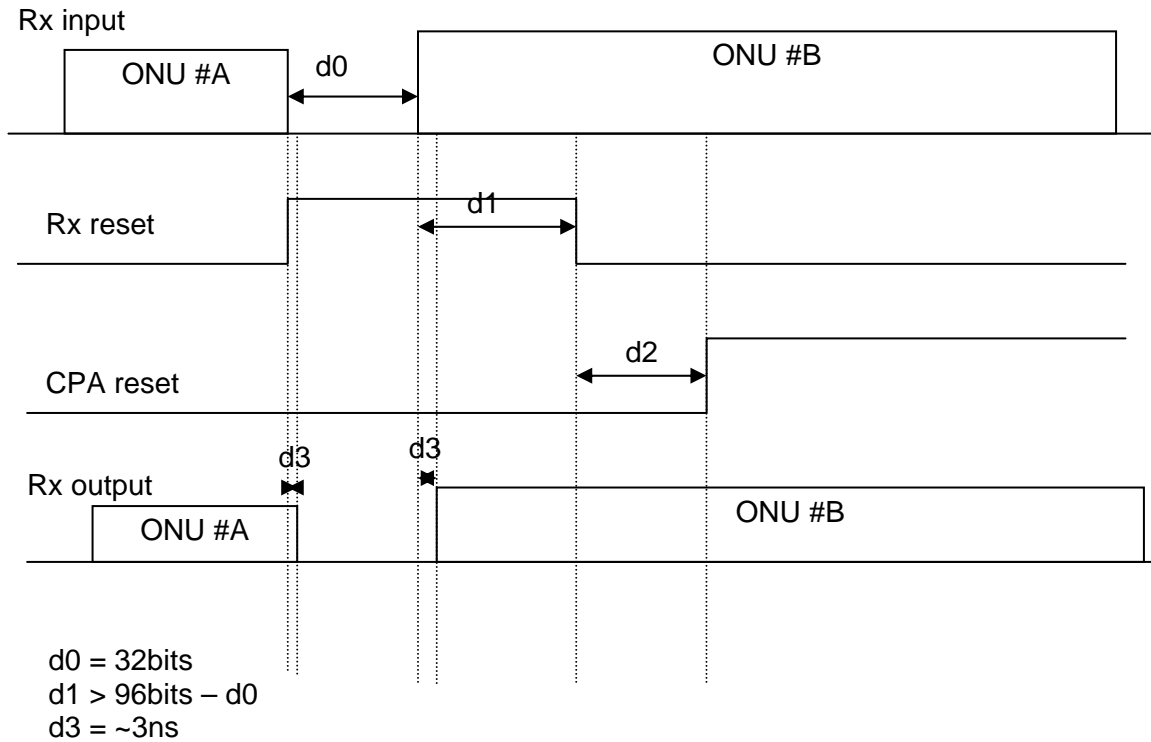 Rx input
ONU #A
d0
ONU #B
Rx reset
d1
CPA reset
d2
d3
d3
Rx output
ONU #A
ONU #B
d0 = 32bits
d1 > 96bits – d0
d3 = ~3ns